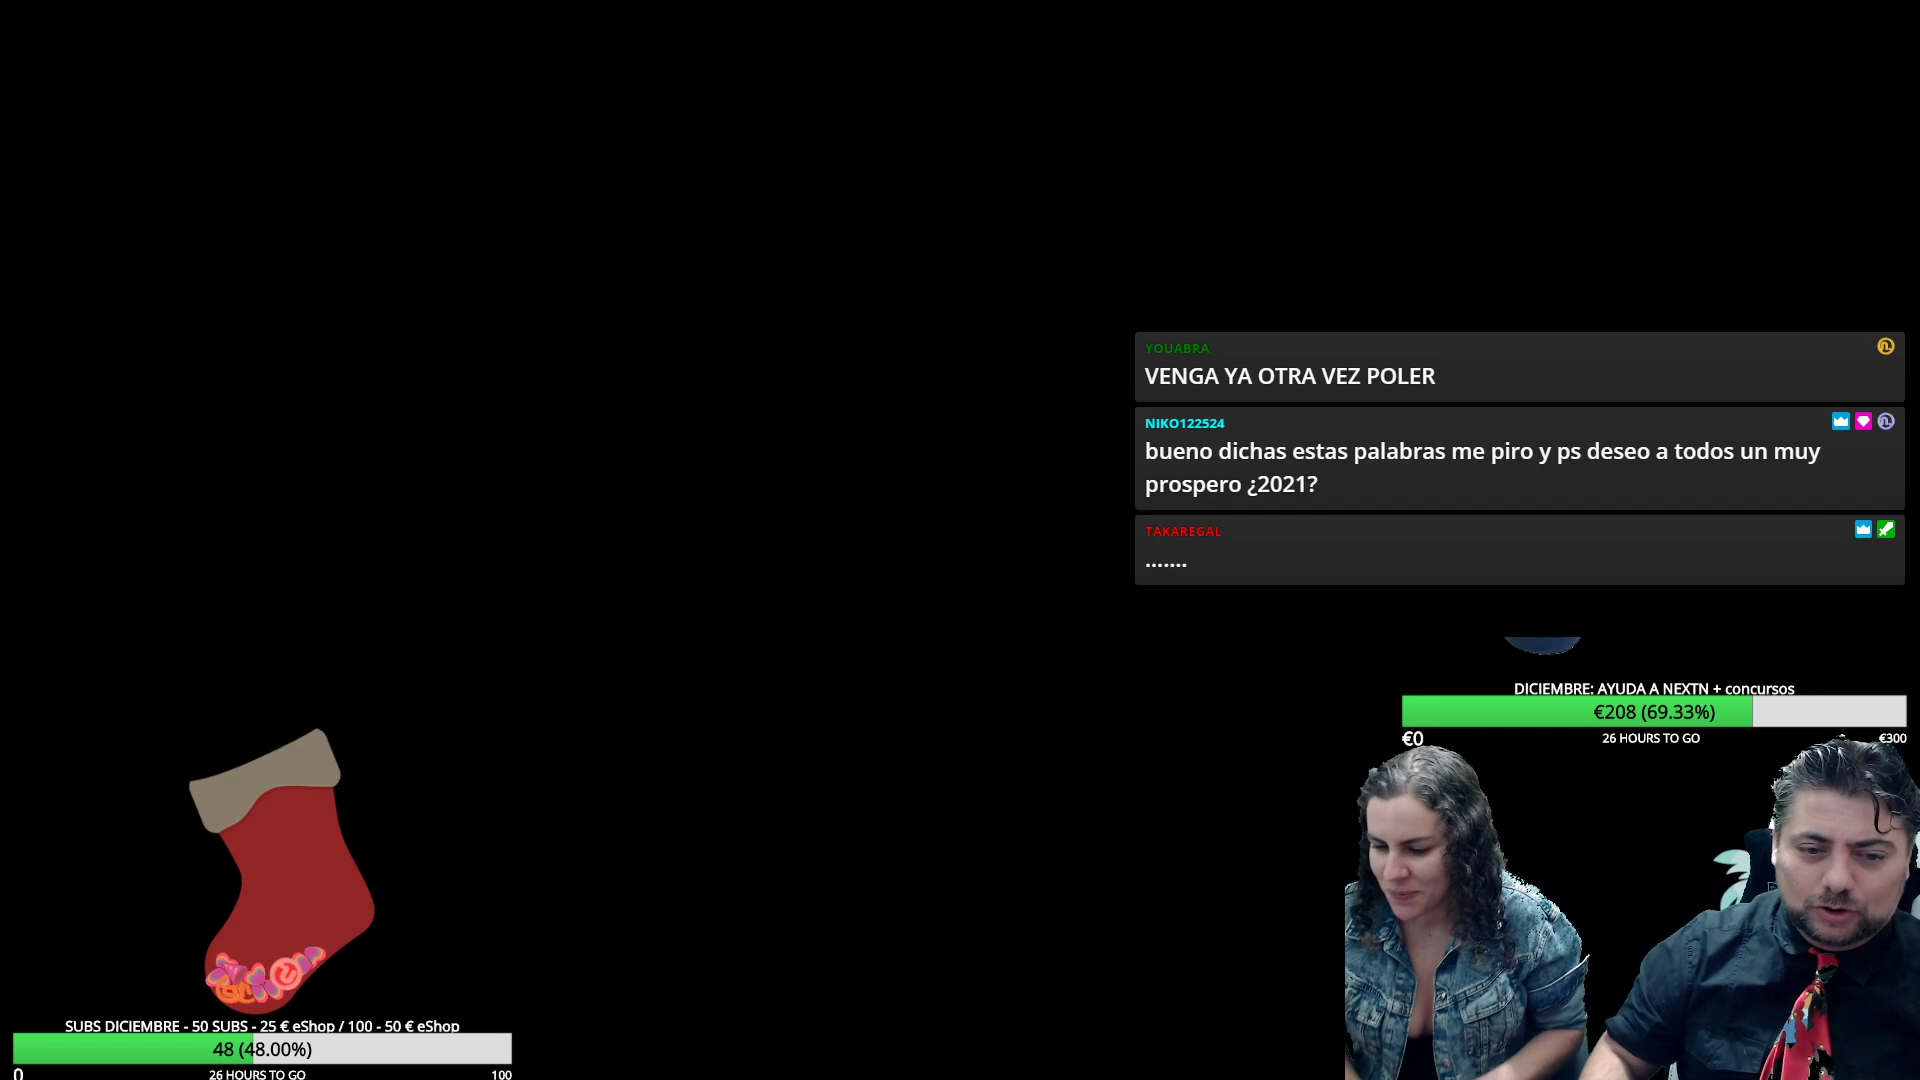 YOUABRA
VENGA YA OTRA VEZ POLER
NIKO122524
bueno dichas estas palabras me piro y ps deseo a todos un muy
prospero ¿2021?
TAKAREGAL
.......
DICIEMBRE: AYUDA A NEXTN + concursos
€208 (69.33%)
€0
26 HOURS TO GO
€300
SUBS DICIEMBRE - 50 SUBS - 25 € eShop / 100 - 50 € eShop
48 (48.00%)
0
26 HOURS TO GO
100